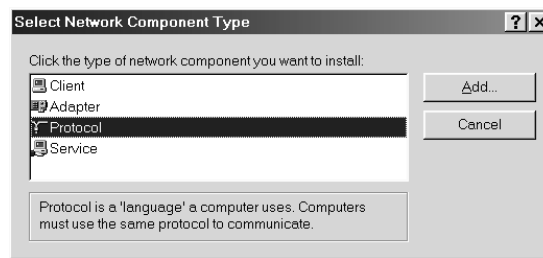 Select Network Component Type
Click the type of network component you want to install:
Client
Adapter
Protocol
Service
Add...
Cancel
Protocol is a 'language' a computer uses. Computers
must use the same protocol to communicate.